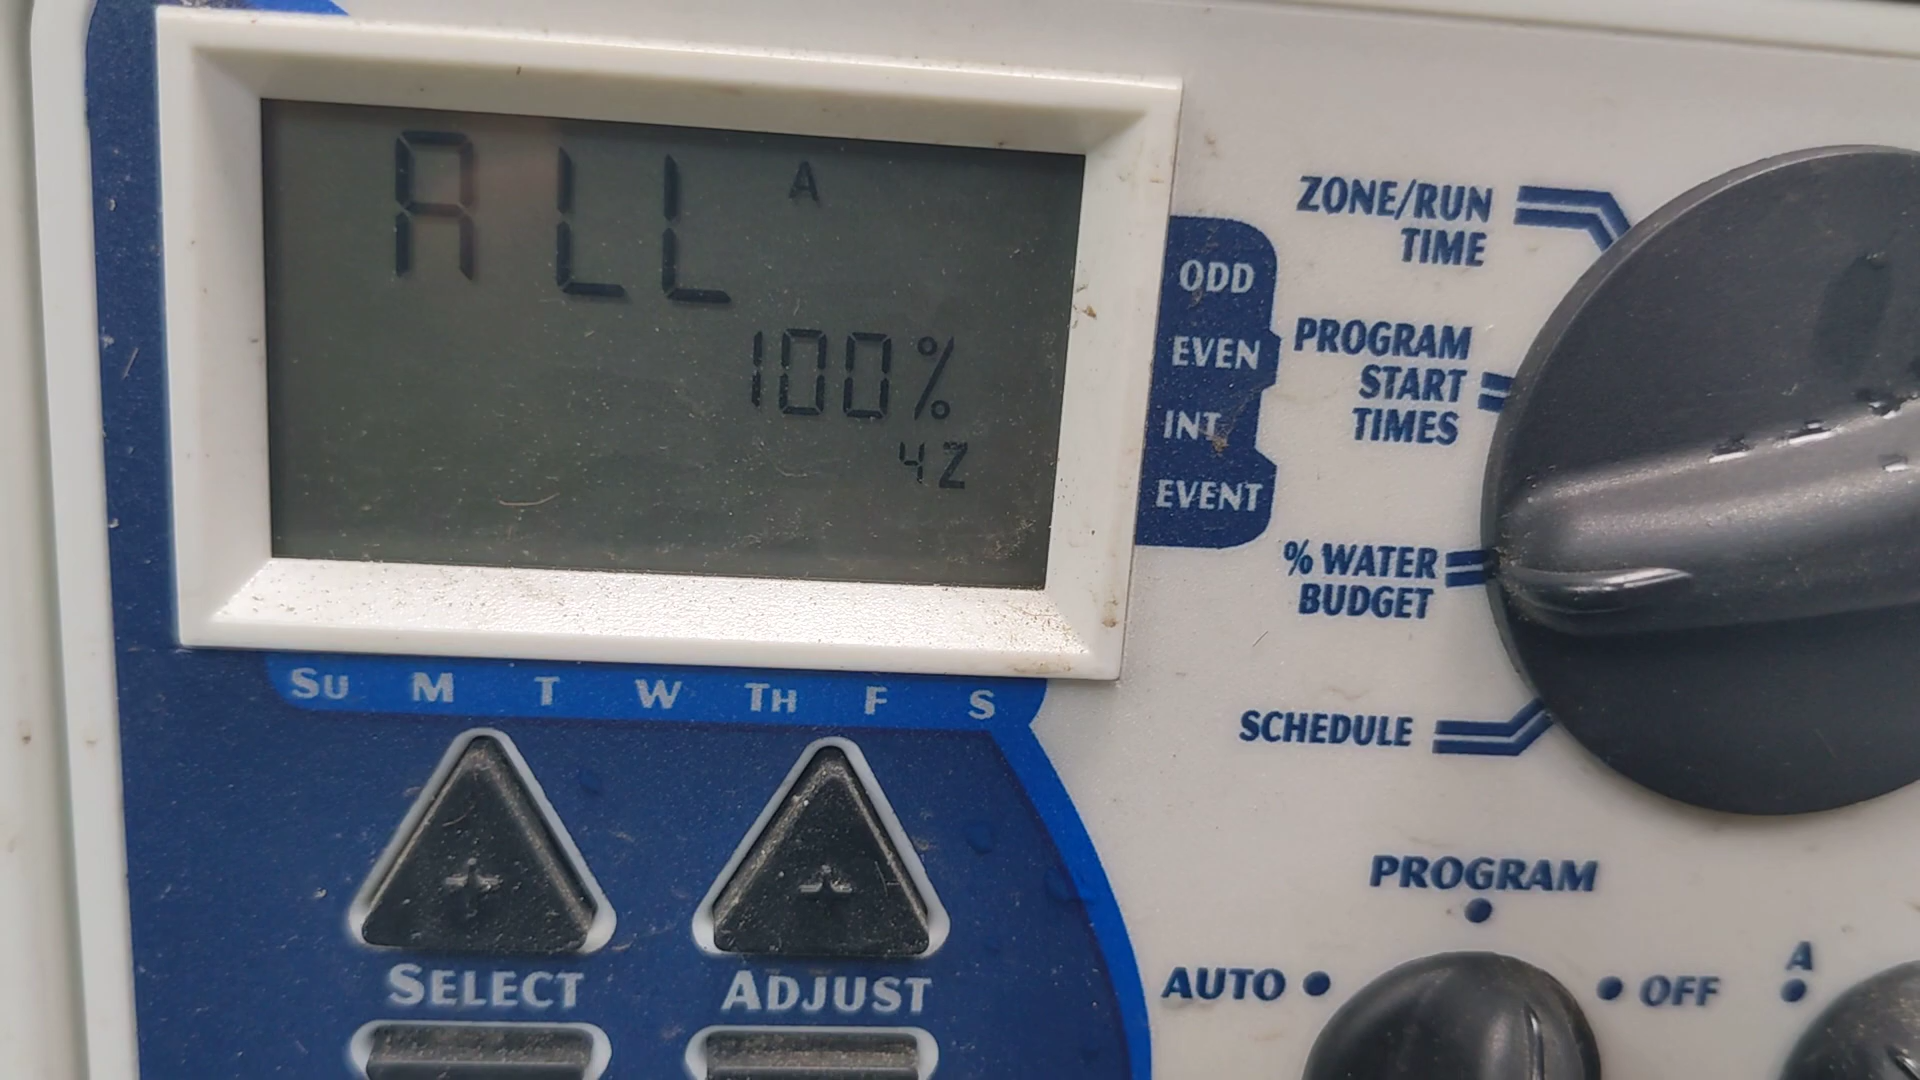 ALL A
100%
4Z
ODD
EVEN
INT
EVENT
ZONE/RUN
TIME
PROGRAM
START
TIMES
% WATER
BUDGET
SCHEDULE
SU M T W TH F S
+ +
SELECT ADJUST
PROGRAM
AUTO OFF
A